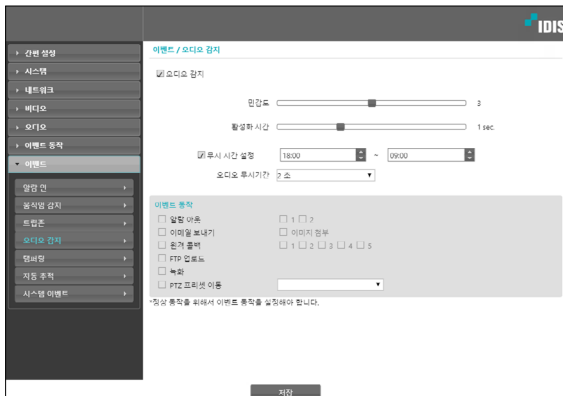 IDIS
간편 설정
시스템
네트워크
비디오
오디오
이벤트 동작
이벤트
알람 인
움직임 감지
트립존
오디오 감지
탬퍼링
자동 추적
시스템 이벤트
이벤트 / 오디오 감지
오디오 감지
민감도 3
활성화 시간 1 sec.
무시 시간 설정 18:00 ~ 09:00
오디오 무시기간 2 초
이벤트 동작
알람 아웃 1 2
이메일 보내기 이미지 첨부
원격 콜백 1 2 3 4 5
FTP 업로드
녹화
PTZ 프리셋 이동
*정상 동작을 위해서 이벤트 동작을 설정해야 합니다.
저장